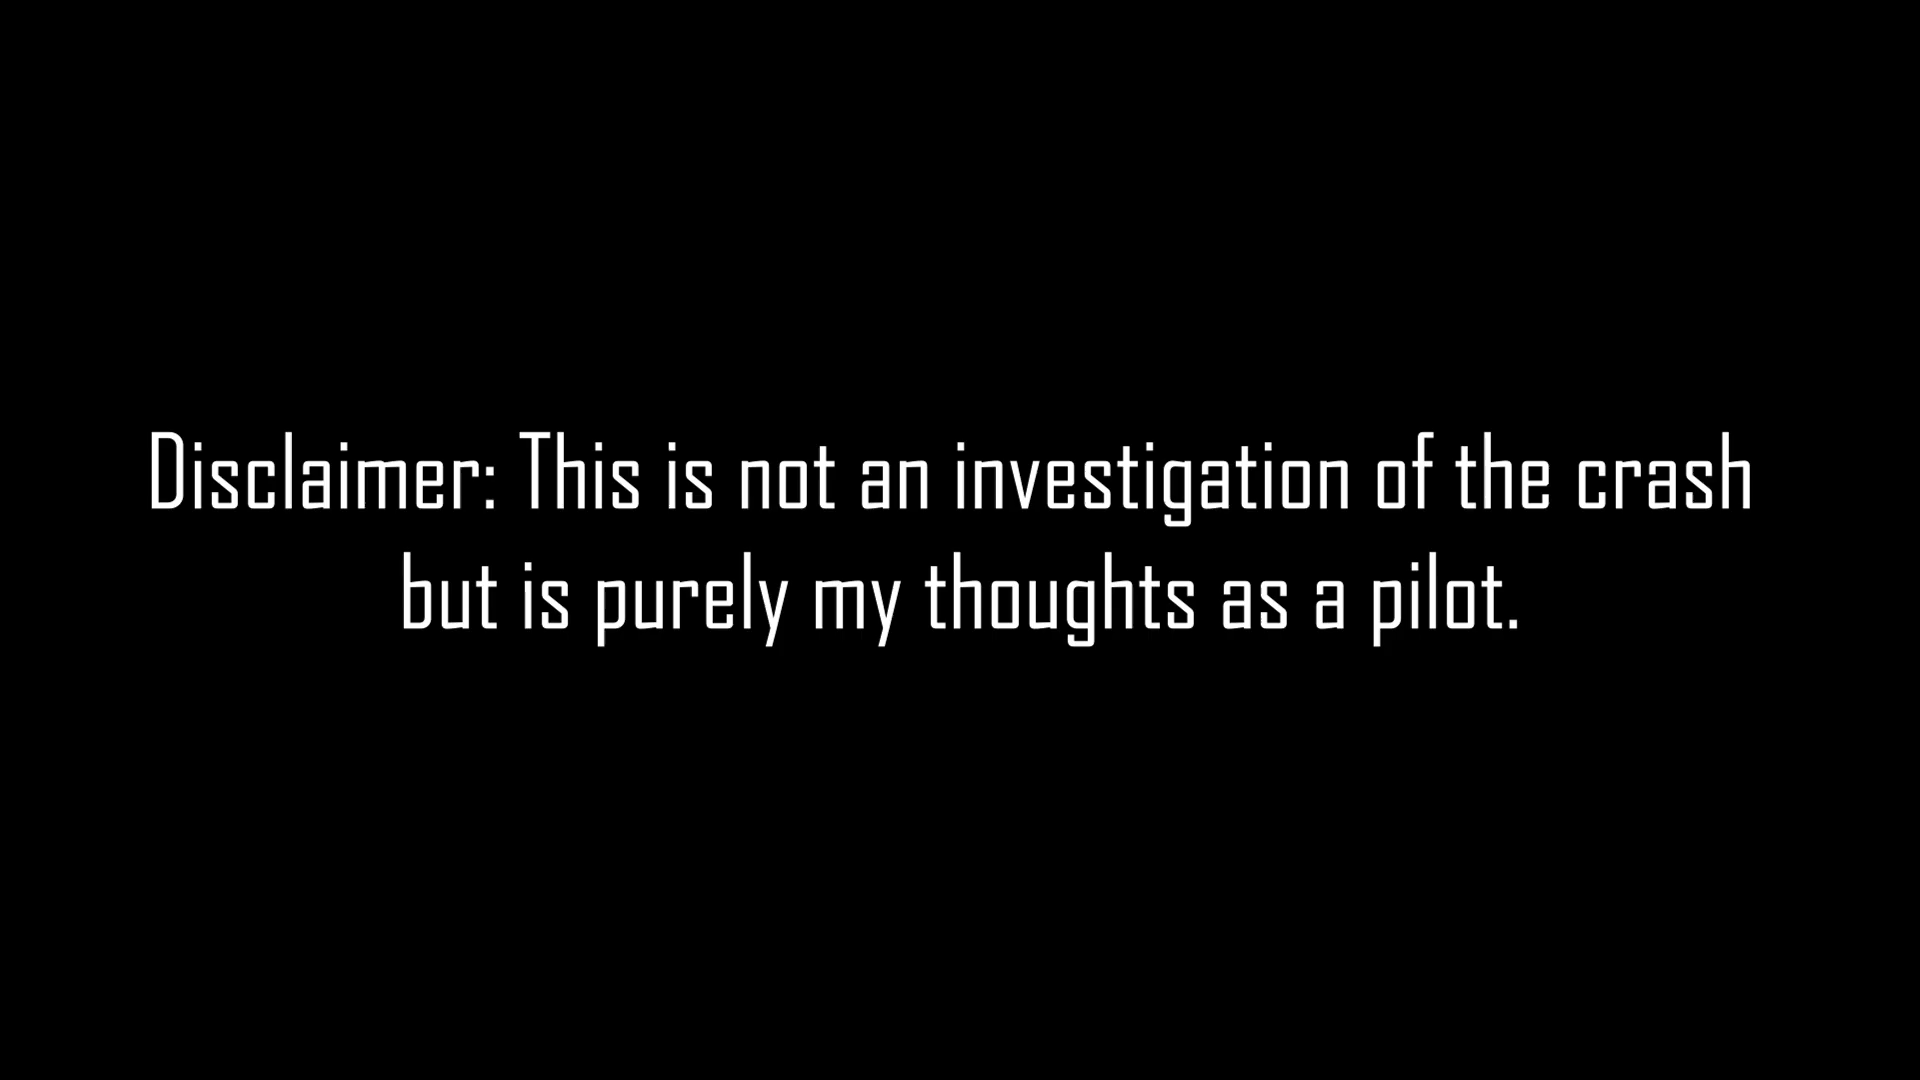 Disclaimer: This is not an investigation of the crash
but is purely my thoughts as a pilot.